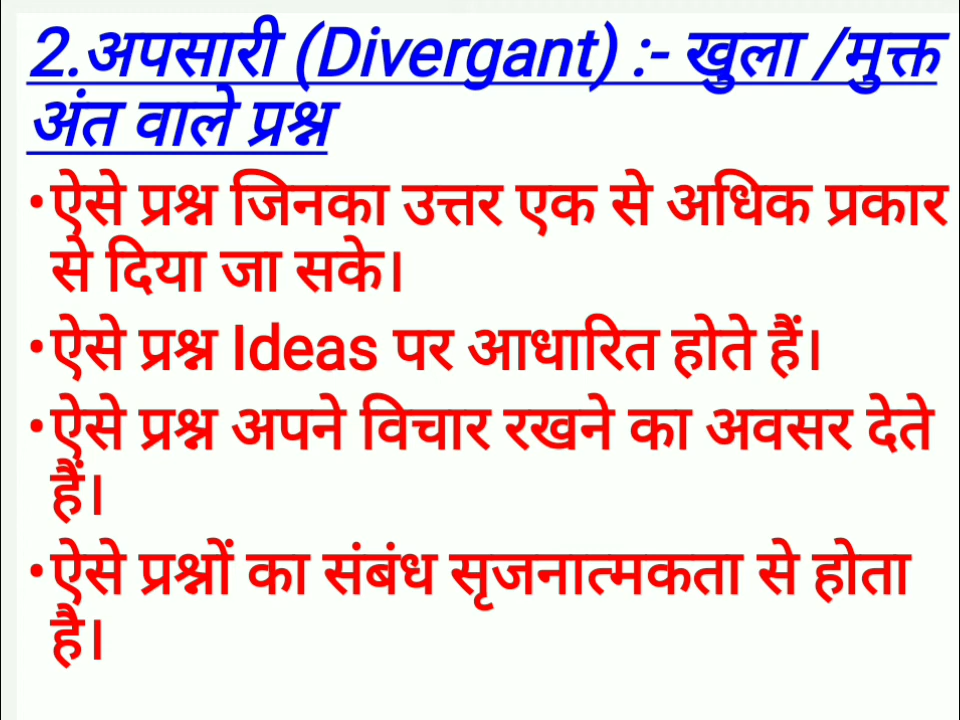 2.अपसारी (Divergant) :- खुला /मुक्त
अंत वाले प्रश्न
•ऐसे प्रश्न जिनका उत्तर एक से अधिक प्रकार
से दिया जा सके।
•ऐसे प्रश्न Ideas पर आधारित होते हैं।
•ऐसे प्रश्न अपने विचार रखने का अवसर देते
हैं।
•ऐसे प्रश्नों का संबंध सृजनात्मकता से होता
है।